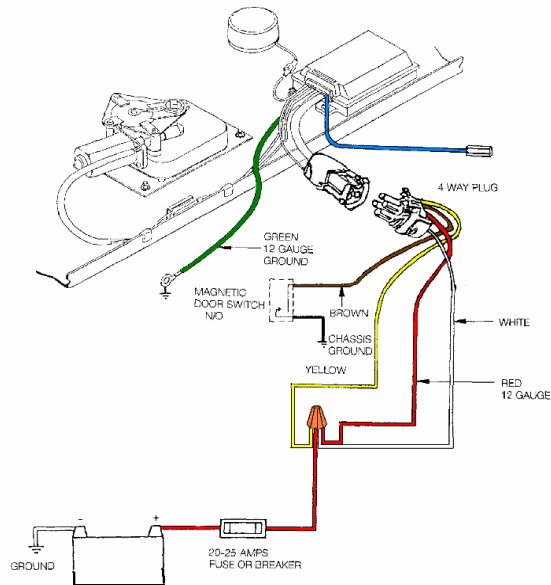 4 WAY PLUG
GREEN
12 GAUGE
GROUND
MAGNETIC
DOOR SWITCH
N/O
BROWN
CHASSIS
GROUND
WHITE
YELLOW
RED
12 GAUGE
-
+
GROUND
20-25 AMPS
FUSE OR BREAKER